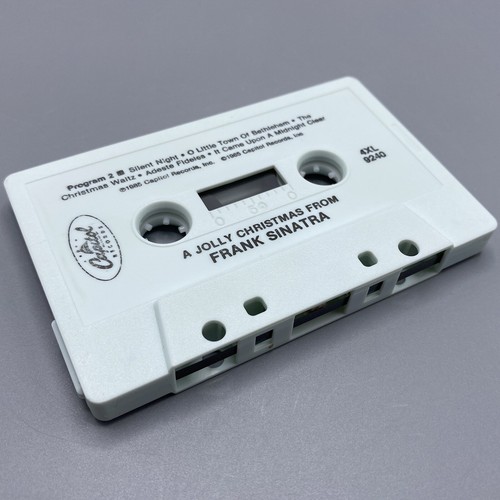 Program 2 Silent Night • O Little Town Of Bethlehem • The
Christmas Waltz • Adeste Fideles • It Came Upon A Midnight Clear
©1985 Capitol Records, Inc. ℗1985 Capitol Records, Inc.
4XL
9240
Capitol
RECORDS
A JOLLY CHRISTMAS FROM
FRANK SINATRA